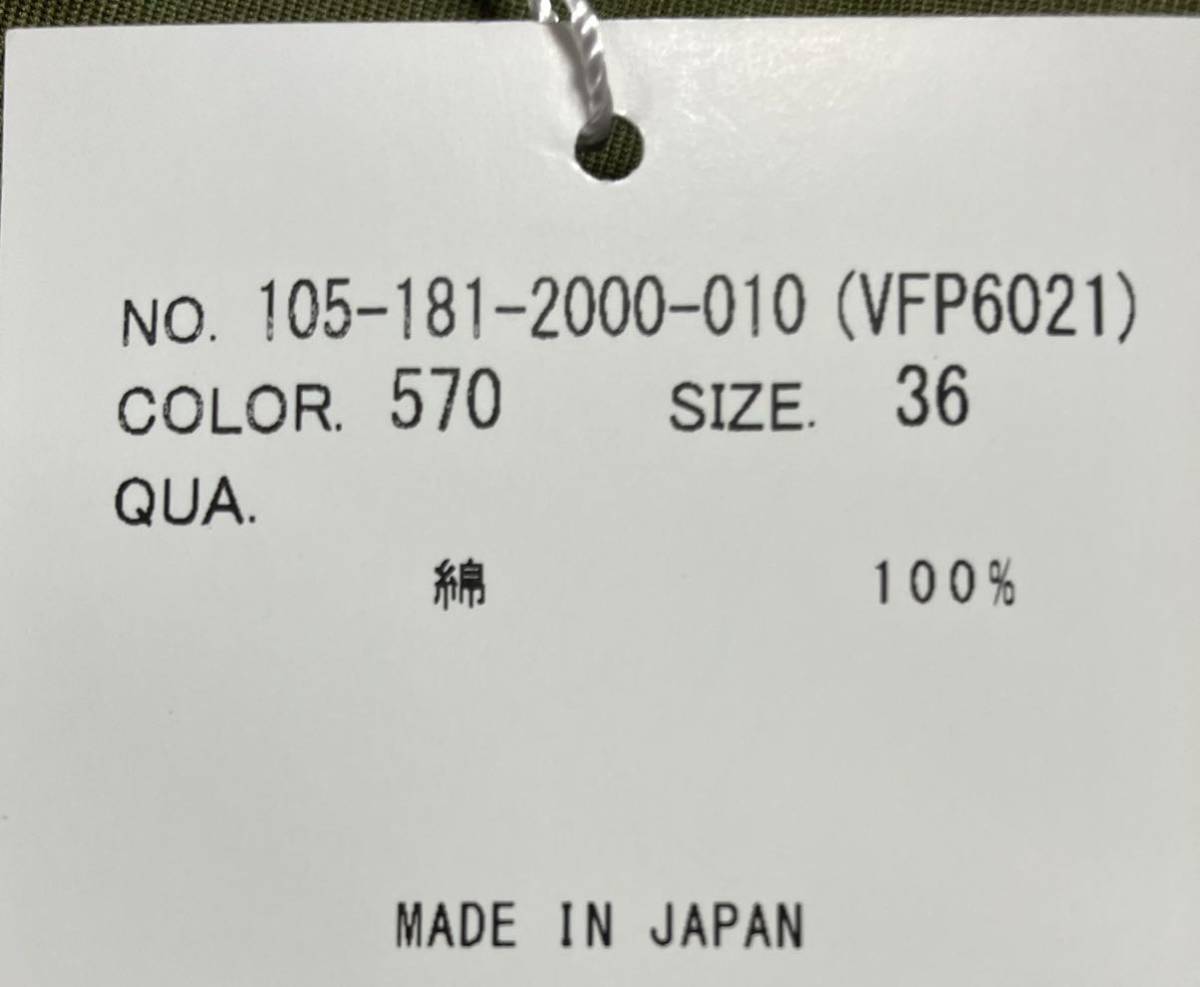 NO. 105-181-2000-010 (VFP6021)
COLOR. 570 SIZE. 36
QUA.
綿 100%
MADE IN JAPAN